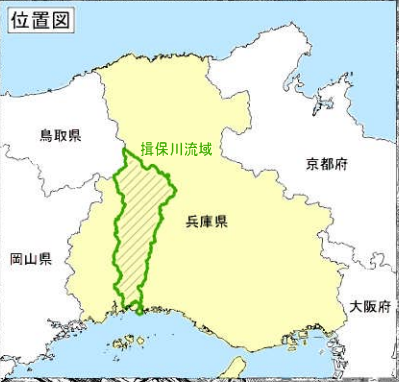 位置図
鳥取県
揖保川流域
京都府
兵庫県
岡山県
大阪府